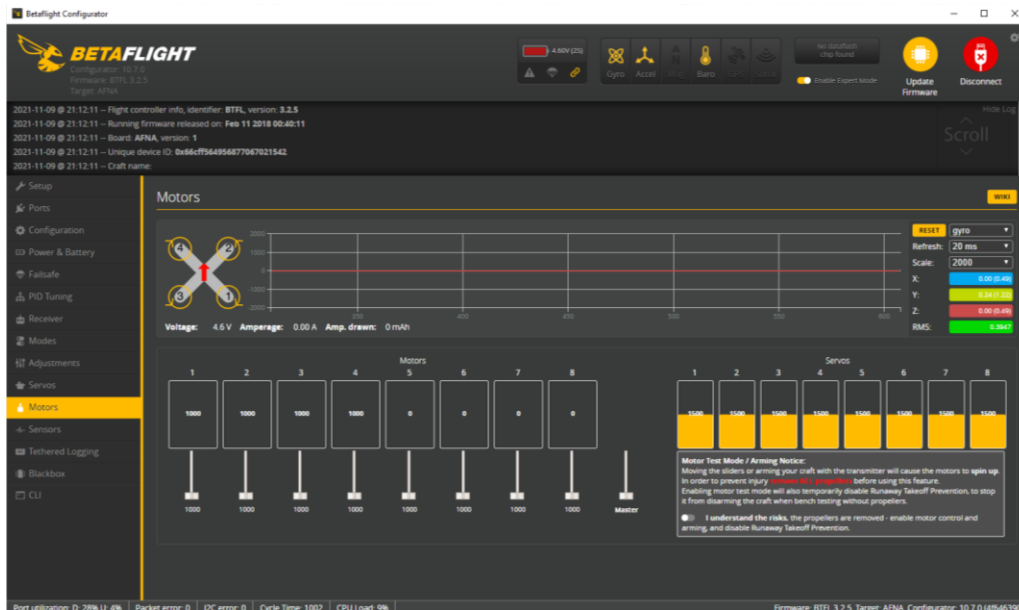 Betaflight Configurator
BETAFLIGHT
Configurator: 10.7.0
Firmware: BTFL 3.2.5
Target: AFNA
4.60V (2S)
Gyro Accel Mag Baro GPS Sonar
No dataflash
chip found
Enable Expert Mode
Update
Firmware
Disconnect
2021-11-09 @ 21:12:11 -- Flight controller info, identifier: BTFL, version: 3.2.5
2021-11-09 @ 21:12:11 -- Running firmware released on: Feb 11 2018 00:40:11
2021-11-09 @ 21:12:11 -- Board: AFNA, version: 1
2021-11-09 @ 21:12:11 -- Unique device ID: 0x66cff564956877067021542
2021-11-09 @ 21:12:11 -- Craft name:
Hide Log
Scroll
Setup
Ports
Configuration
Power & Battery
Failsafe
PID Tuning
Receiver
Modes
Adjustments
Servos
Motors
Sensors
Tethered Logging
Blackbox
CLI
Motors
WIKI
4 2
3 1
2000
1000
0
-1000
-2000
350 400 450 500 550 600
Voltage: 4.6 V Amperage: 0.00 A Amp. drawn: 0 mAh
RESET gyro
Refresh: 20 ms
Scale: 2000
X: 0.00 (0.49)
Y: 0.24 (1.22)
Z: 0.00 (0.49)
RMS: 0.3947
Motors
1 2 3 4 5 6 7 8
1000 1000 1000 1000 0 0 0 0
1000 1000 1000 1000 1000 1000 1000 1000 Master
Servos
1 2 3 4 5 6 7 8
1500 1500 1500 1500 1500 1500 1500 1500
Motor Test Mode / Arming Notice:
Moving the sliders or arming your craft with the transmitter will cause the motors to spin up.
In order to prevent injury remove ALL propellers before using this feature.
Enabling motor test mode will also temporarily disable Runaway Takeoff Prevention, to stop
it from disarming the craft when bench testing without propellers.
I understand the risks, the propellers are removed - enable motor control and
arming, and disable Runaway Takeoff Prevention.
Port utilization: D: 28% U: 4% Packet error: 0 I2C error: 0 Cycle Time: 1002 CPU Load: 9%
Firmware: BTFL 3.2.5, Target: AFNA, Configurator: 10.7.0